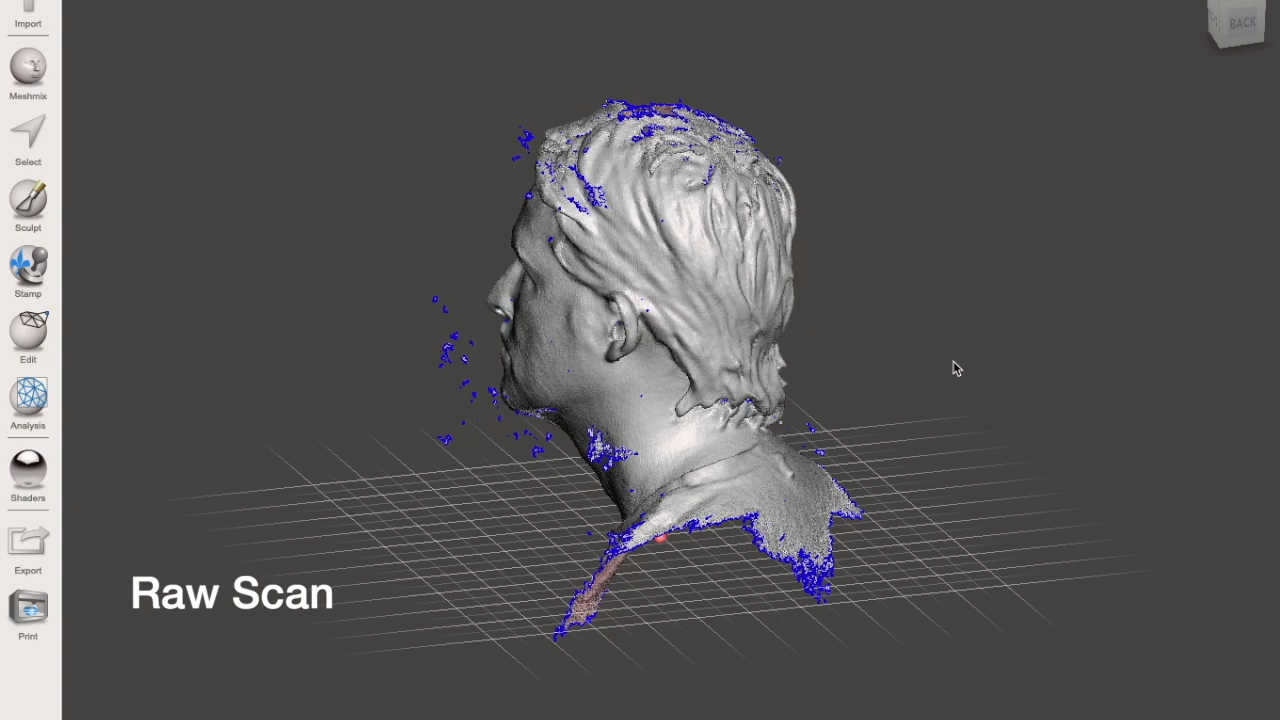 Import
Meshmix
Select
Sculpt
Stamp
Edit
Analysis
Shaders
Export
Print
BACK
Raw Scan